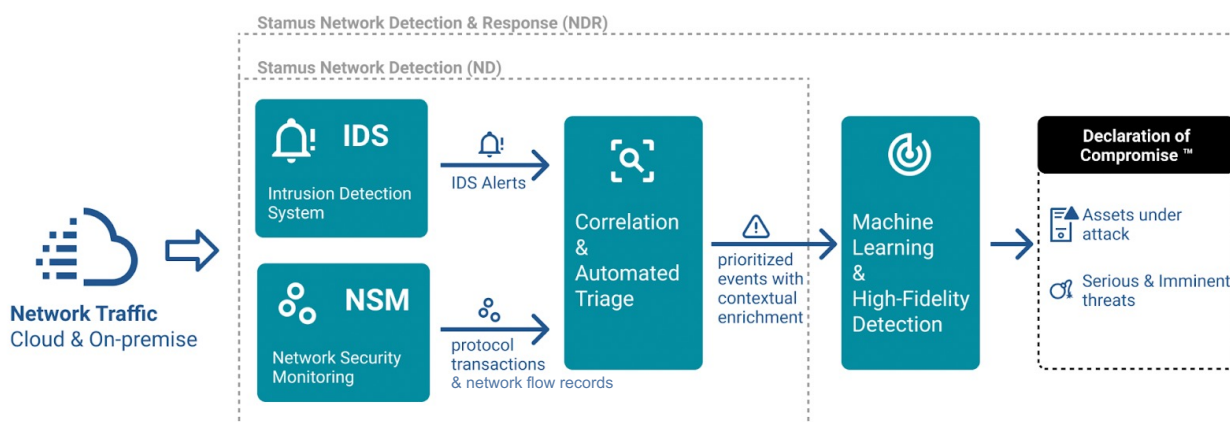 Stamus Network Detection & Response (NDR)
Stamus Network Detection (ND)
Network Traffic
Cloud & On-premise
IDS
Intrusion Detection
System
IDS Alerts
NSM
Network Security
Monitoring
protocol
transactions
& network flow records
Correlation
&
Automated
Triage
prioritized
events with
contextual
enrichment
Machine
Learning
&
High-Fidelity
Detection
Declaration of
Compromise ™
Assets under
attack
Serious & Imminent
threats